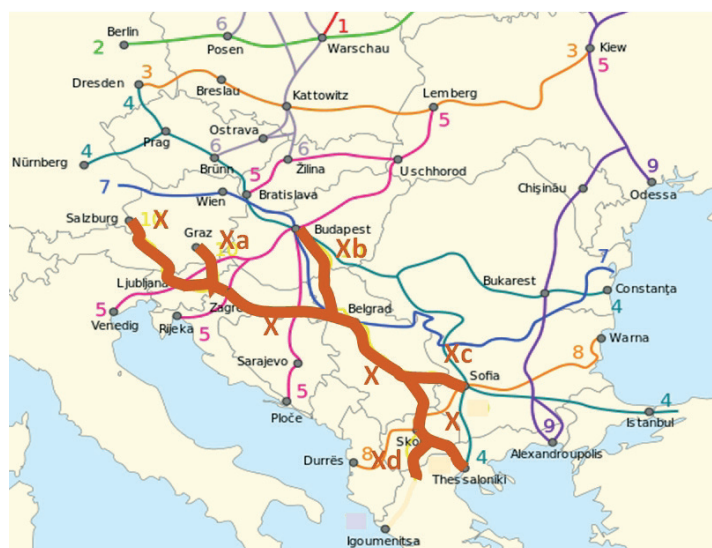 Berlin
6
1
2
Posen
Warschau
3
Kiew
5
Dresden
3
4
Breslau
Kattowitz
Lemberg
5
Ostrava
Prag
6
6
4
Nürnberg
Brünn
Žilina
Uschhorod
5
9
7
Wien
Bratislava
Chişinău
Odessa
Salzburg
X
Graz
Xa
Budapest
Xb
7
Ljubljana
Bukarest
Constanţa
4
5
Venedig
Rijeka
5
Zagre
X
Belgrad
Warna
8
Sarajevo
Xc
X
Sofia
5
Ploče
X
4
Istanbul
Sko
9
Durrës
8
Xd
4
Alexandroupolis
Thessaloniki
Igoumenitsa